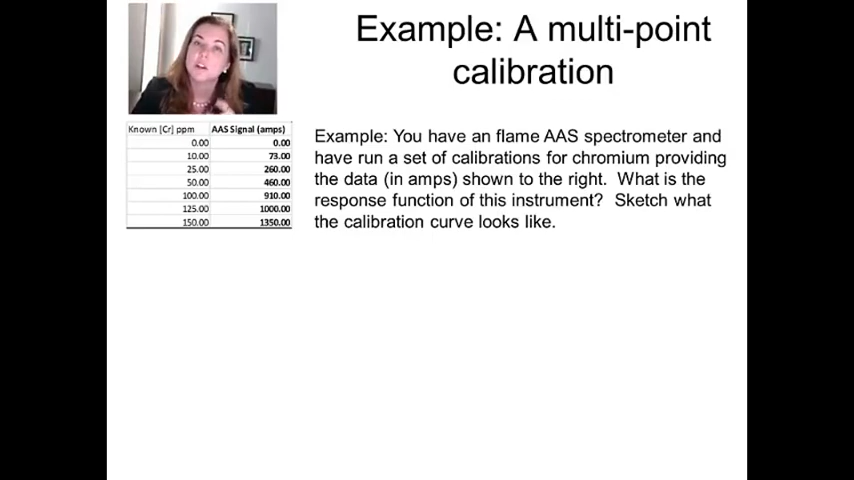 Example: A multi-point
calibration
Known [Cr] ppm AAS Signal (amps)
0.00 0.00
10.00 73.00
25.00 260.00
50.00 460.00
100.00 910.00
125.00 1000.00
150.00 1350.00
Example: You have an flame AAS spectrometer and
have run a set of calibrations for chromium providing
the data (in amps) shown to the right. What is the
response function of this instrument? Sketch what
the calibration curve looks like.